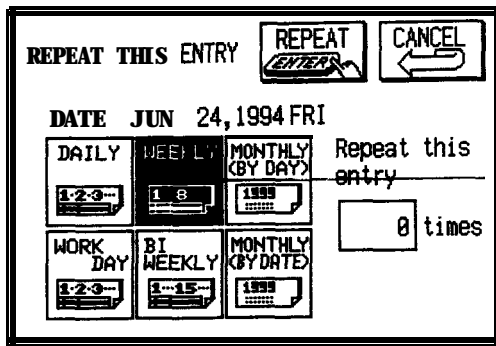 REPEAT THIS ENTRY
REPEAT
ENTER
CANCEL
DATE JUN 24, 1994 FRI
DAILY
1·2·3···
WEEKLY
1 8
MONTHLY
(BY DAY)
1999
Repeat this
entry
0 times
WORK
DAY
1·2·3···
BI
WEEKLY
1···15···
MONTHLY
(BY DATE)
1999